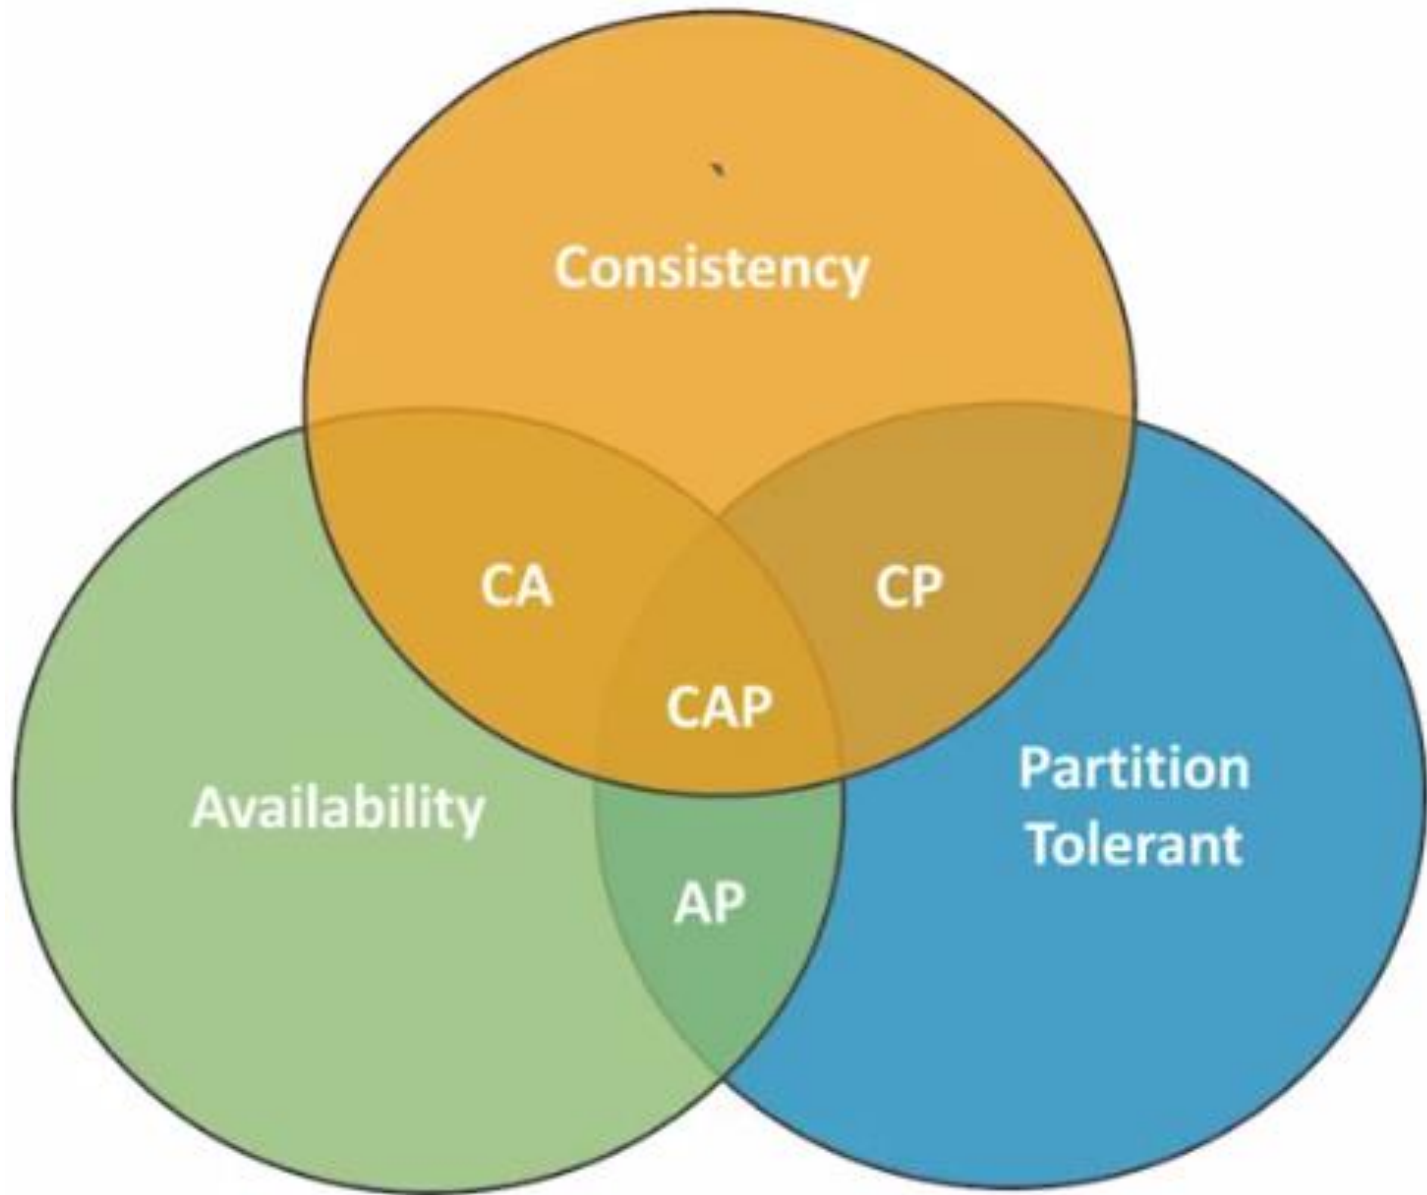 Consistency
CA
CP
CAP
Availability
Partition
Tolerant
AP